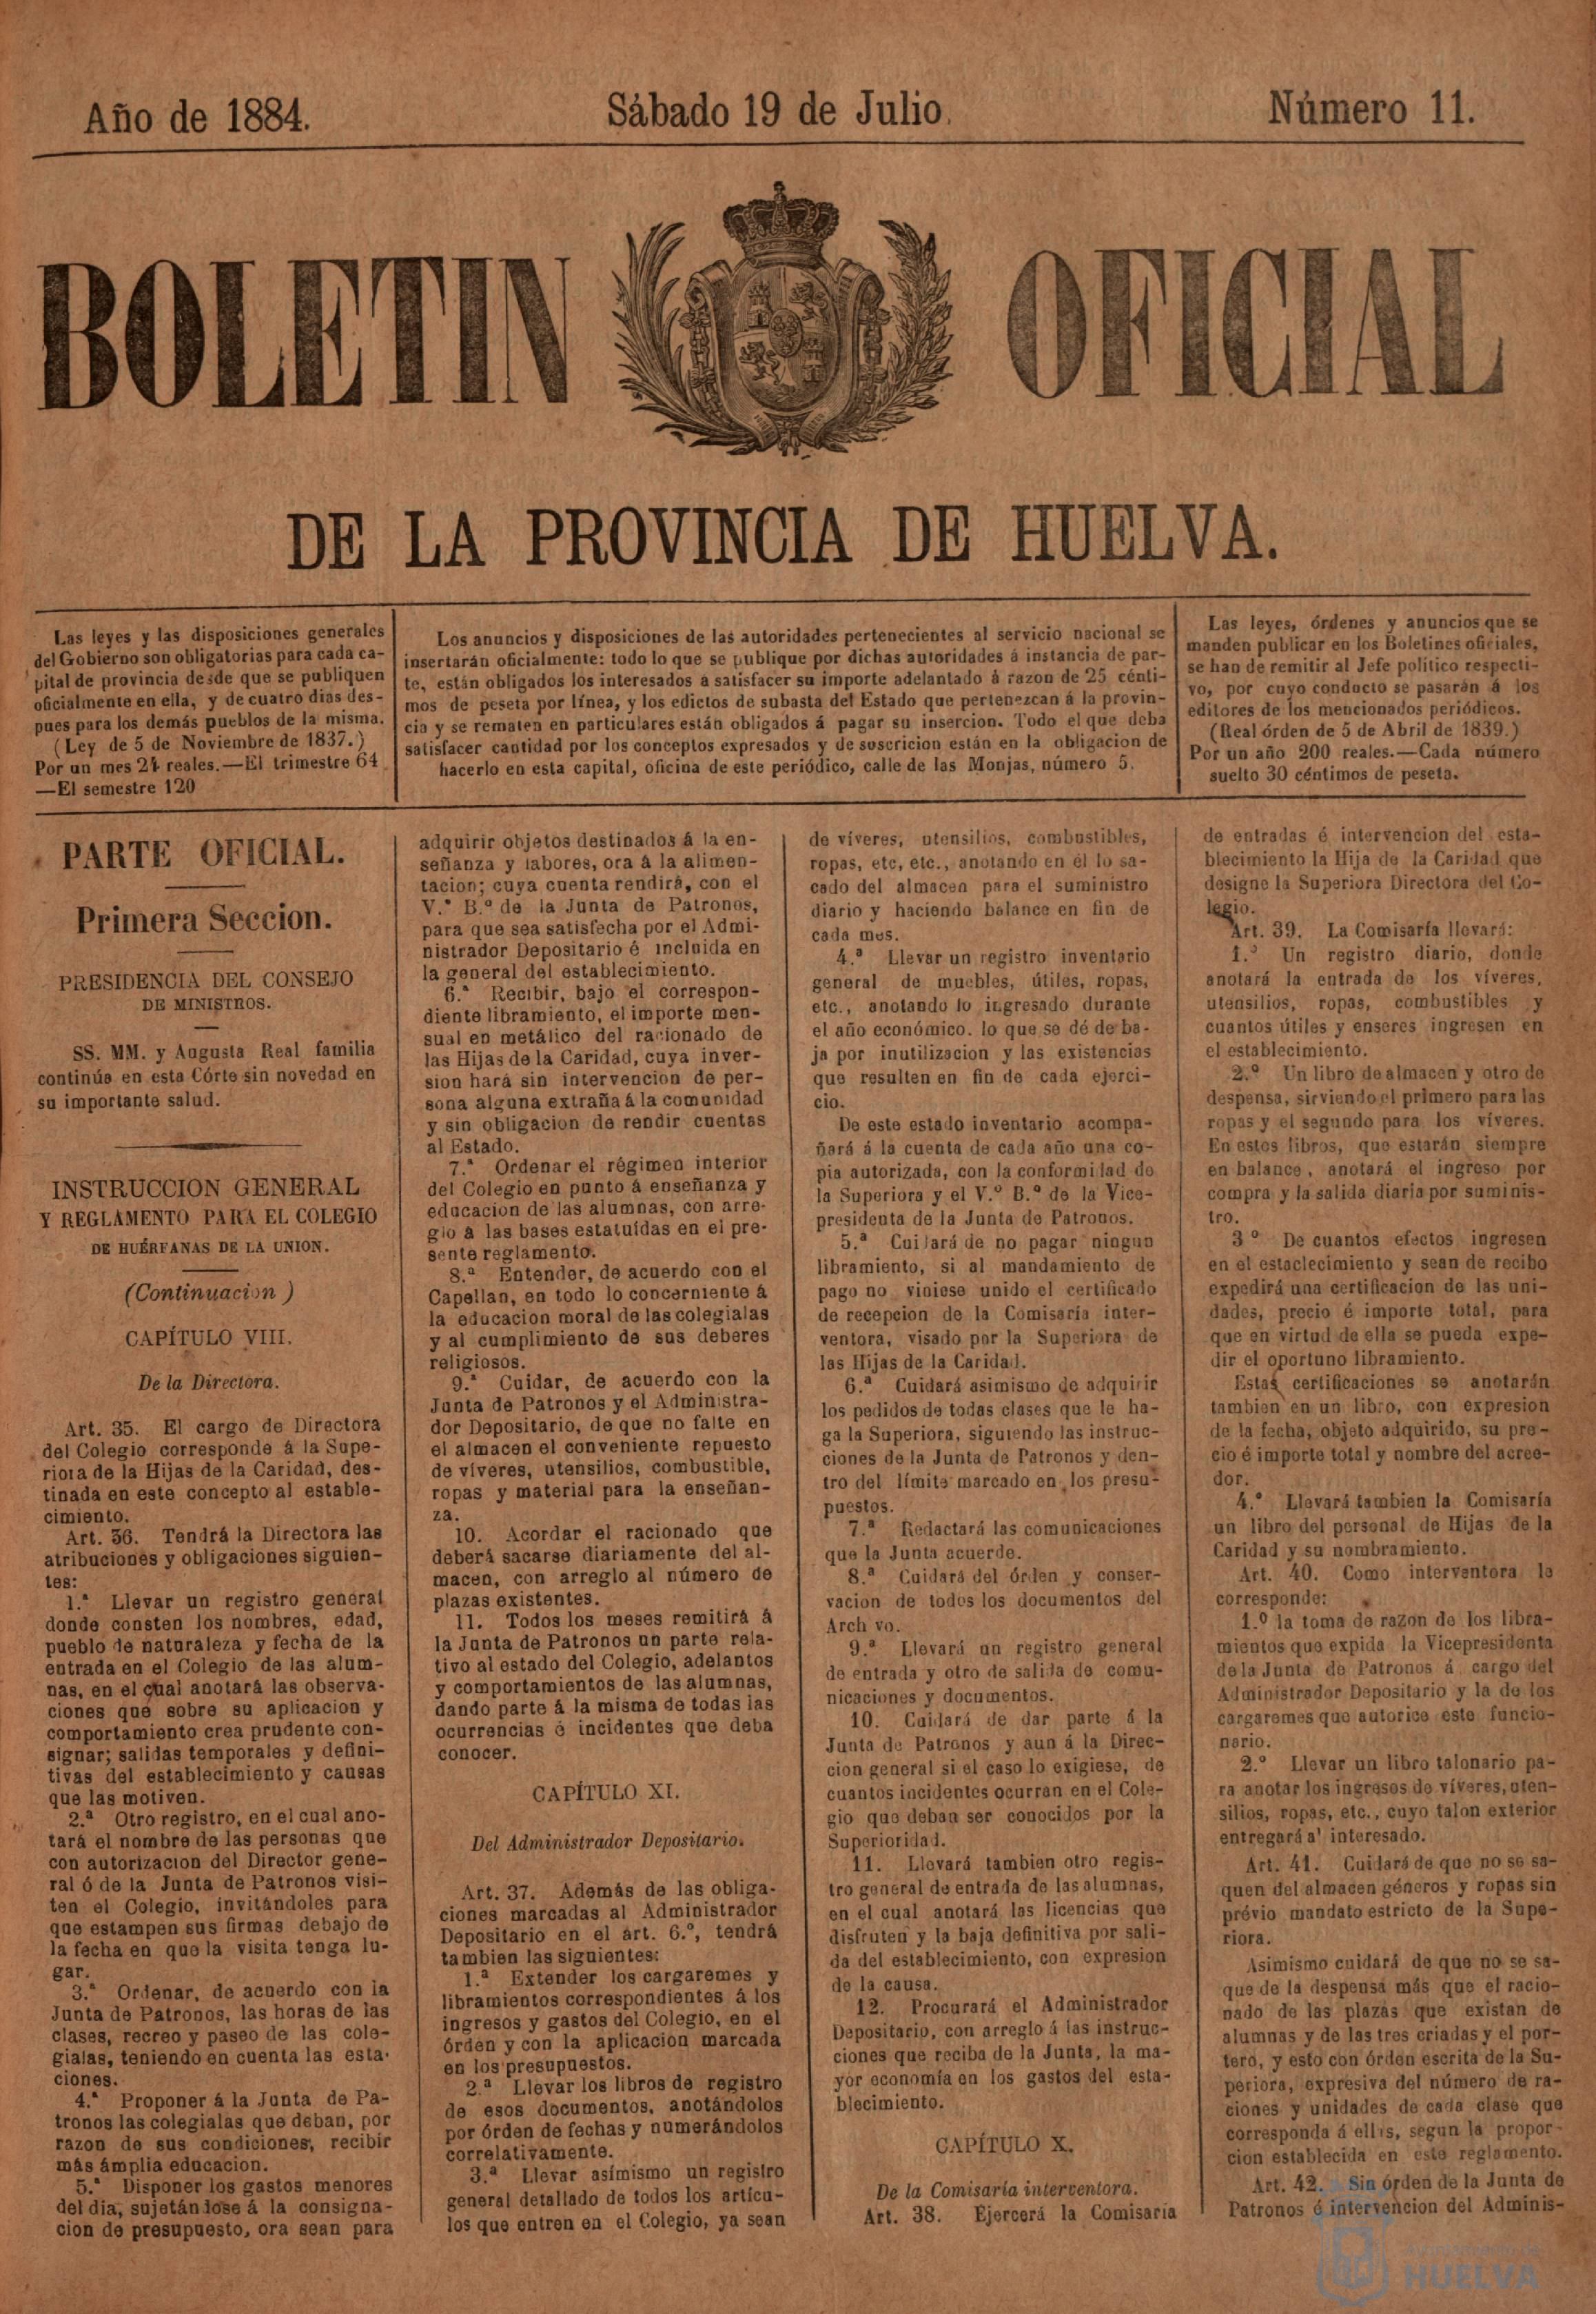 Año de 1884.
Sábado 19 de Julio.
Número 11.
BOLETIN OFICIAL
DE LA PROVINCIA DE HUELVA.
Las leyes y las disposiciones generales
del Gobierno son obligatorias para cada ca-
pital de provincia desde que se publiquen
oficialmente en ella, y de cuatro dias des-
pues para los demás pueblos de la misma.
(Ley de 5 de Noviembre de 1837.)
Por un mes 24 reales.—El trimestre 64
—El semestre 120
Los anuncios y disposiciones de las autoridades pertenecientes al servicio nacional se
insertarán oficialmente: todo lo que se publique por dichas autoridades á instancia de par-
te, están obligados los interesados a satisfacer su importe adelantado á razon de 25 cénti-
mos de peseta por línea, y los edictos de subasta del Estado que pertenezcan á la provin-
cia y se rematen en particulares están obligados á pagar su insercion. Todo el que deba
satisfacer cantidad por los conceptos expresados y de suscricion están en la obligacion de
hacerlo en esta capital, oficina de este periódico, calle de las Monjas, número 5.
Las leyes, órdenes y anuncios que se
manden publicar en los Boletines oficiales,
se han de remitir al Jefe político respecti-
vo, por cuyo conducto se pasarán á los
editores de los mencionados periódicos.
(Real órden de 5 de Abril de 1839.)
Por un año 200 reales.—Cada número
suelto 30 céntimos de peseta.
PARTE OFICIAL.
Primera Seccion.
PRESIDENCIA DEL CONSEJO
DE MINISTROS.
SS. MM. y Augusta Real familia
continúa en esta Córte sin novedad en
su importante salud.
INSTRUCCION GENERAL
Y REGLAMENTO PARA EL COLEGIO
DE HUÉRFANAS DE LA UNION.
(Continuacion)
CAPÍTULO VIII.
De la Directora.
Art. 35. El cargo de Directora
del Colegio corresponde á la Supe-
riora de la Hijas de la Caridad, des-
tinada en este concepto al estable-
cimiento.
Art. 36. Tendrá la Directora las
atribuciones y obligaciones siguien-
tes:
1.ª Llevar un registro general
donde consten los nombres, edad,
pueblo de naturaleza y fecha de la
entrada en el Colegio de las alum-
nas, en el cual anotará las observa-
ciones que sobre su aplicacion y
comportamiento crea prudente con-
signar; salidas temporales y defini-
tivas del establecimiento y causas
que las motiven.
2.ª Otro registro, en el cual ano-
tará el nombre de las personas que
con autorizacion del Director gene-
ral ó de la Junta de Patronos visi-
ten el Colegio, invitándoles para
que estampen sus firmas debajo de
la fecha en que la visita tenga lu-
gar.
3.ª Ordenar, de acuerdo con la
Junta de Patronos, las horas de las
clases, recreo y paseo de las cole-
gialas, teniendo en cuenta las esta-
ciones.
4.ª Proponer á la Junta de Pa-
tronos las colegialas que deban, por
razon de sus condiciones, recibir
más ámplia educacion.
5.ª Disponer los gastos menores
del dia, sujetándose á la consigna-
cion de presupuesto, ora sean para
adquirir objetos destinados á la en-
señanza y labores, ora á la alimen-
tacion; cuya cuenta rendirá, con el
V.º B.º de la Junta de Patronos,
para que sea satisfecha por el Admi-
nistrador Depositario é incluida en
la general del establecimiento.
6.ª Recibir, bajo el correspon-
diente libramiento, el importe men-
sual en metálico del racionado de
las Hijas de la Caridad, cuya inver-
sion hará sin intervencion de per-
sona alguna extraña á la comunidad
y sin obligacion de rendir cuentas
al Estado.
7.ª Ordenar el régimen interior
del Colegio en punto á enseñanza y
educacion de las alumnas, con arre-
glo á las bases estatuídas en el pre-
sente reglamento.
8.ª Entender, de acuerdo con el
Capellan, en todo lo concerniente á
la educacion moral de las colegialas
y al cumplimiento de sus deberes
religiosos.
9.ª Cuidar, de acuerdo con la
Junta de Patronos y el Administra-
dor Depositario, de que no falte en
el almacen el conveniente repuesto
de víveres, utensilios, combustible,
ropas y material para la enseñan-
za.
10. Acordar el racionado que
deberá sacarse diariamente del al-
macen, con arreglo al número de
plazas existentes.
11. Todos los meses remitirá á
la Junta de Patronos un parte rela-
tivo al estado del Colegio, adelantos
y comportamientos de las alumnas,
dando parte á la misma de todas las
ocurrencias é incidentes que deba
conocer.
CAPÍTULO XI.
Del Administrador Depositario.
Art. 37. Además de las obliga-
ciones marcadas al Administrador
Depositario en el árt. 6.º, tendrá
tambien las siguientes:
1.ª Extender los cargaremes y
libramientos correspondientes á los
ingresos y gastos del Colegio, en el
órden y con la aplicacion marcada
en los presupuestos.
2.ª Llevar los libros de registro
de esos documentos, anotándolos
por órden de fechas y numerándolos
correlativamente.
3.ª Llevar asímismo un registro
general detallado de todos los artícu-
los que entren en el Colegio, ya sean
de víveres, utensilios, combustibles,
ropas, etc, etc., anotando en él lo sa-
cado del almacen para el suministro
diario y haciendo balance en fin de
cada mes.
4.ª Llevar un registro inventario
general de muebles, útiles, ropas,
etc., anotando lo ingresado durante
el año económico. lo que se dé de ba-
ja por inutilizacion y las existencias
que resulten en fin de cada ejerci-
cio.
De este estado inventario acompa-
ñará á la cuenta de cada año una co-
pia autorizada, con la conformidad de
la Superiora y el V.º B.º de la Vice-
presidenta de la Junta de Patronos.
5.ª Cuidará de no pagar ningun
libramiento, si al mandamiento de
pago no viniese unido el certificado
de recepcion de la Comisaría inter-
ventora, visado por la Superiora de
las Hijas de la Caridad.
6.ª Cuidará asimismo de adquirir
los pedidos de todas clases que le ha-
ga la Superiora, siguiendo las instruc-
ciones de la Junta de Patronos y den-
tro del límite marcado en los presu-
puestos.
7.ª Redactará las comunicaciones
que la Junta acuerde.
8.ª Cuidará del órden y conser-
vacion de todos los documentos del
Arch vo.
9.ª Llevará un registro general
de entrada y otro de salida de comu-
nicaciones y documentos.
10. Cuidará de dar parte á la
Junta de Patronos y aun á la Direc-
cion general si el caso lo exigiese, de
cuantos incidentes ocurran en el Cole-
gio que deban ser conocidos por la
Superioridad.
11. Llevará tambien otro regis-
tro general de entrada de las alumnas,
en el cual anotará las licencias que
disfruten y la baja definitiva por sali-
da del establecimiento, con expresion
de la causa.
12. Procurará el Administrador
Depositario, con arreglo á las instruc-
ciones que reciba de la Junta, la ma-
yor economía en los gastos del esta-
blecimiento.
CAPÍTULO X.
De la Comisaría interventora.
Art. 38. Ejercerá la Comisaria
de entradas é intervencion del esta-
blecimiento la Hija de la Caridad que
designe la Superiora Directora del Co-
legio.
Art. 39. La Comisaría llevará:
1.º Un registro diario, donde
anotará la entrada de los víveres,
utensilios, ropas, combustibles y
cuantos útiles y enseres ingresen en
el establecimiento.
2.º Un libro de almacen y otro de
despensa, sirviendo el primero para las
ropas y el segundo para los víveres.
En estos libros, que estarán siempre
en balance, anotará el ingreso por
compra y la salida diaria por suminis-
tro.
3º De cuantos efectos ingresen
en el estaclecimiento y sean de recibo
expedirá una certificacion de las uni-
dades, precio é importe total, para
que en virtud de ella se pueda expe-
dir el oportuno libramiento.
Estas certificaciones se anotarán
tambien en un libro, con expresion
de la fecha, objeto adquirido, su pre-
cio é importe total y nombre del acree-
dor.
4.º Llevará tambien la Comisaría
un libro del personal de Hijas de la
Caridad y su nombramiento.
Art. 40. Como interventora le
corresponde:
1.º la toma de razon de los libra-
mientos que expida la Vicepresidenta
de la Junta de Patronos á cargo del
Administrador Depositario y la de los
cargaremes que autorice este funcio-
nario.
2.º Llevar un libro talonario pa-
ra anotar los ingresos de víveres, uten-
silios, ropas, etc., cuyo talon exterior
entregará a' interesado.
Art. 41. Cuidará de que no se sa-
quen del almacen géneros y ropas sin
prévio mandato estricto de la Supe-
riora.
Asimismo cuidará de que no se sa-
que de la despensa más que el racio-
nado de las plazas que existan de
alumnas y de las tres criadas y el por-
tero, y esto con órden escrita de la Su-
periora, expresiva del número de ra-
ciones y unidades de cada clase que
corresponda á ellas, segun la propor-
cion establecida en este reglamento.
Art. 42. Sin órden de la Junta de
Patronos é intervencion del Adminis-
HUELVA